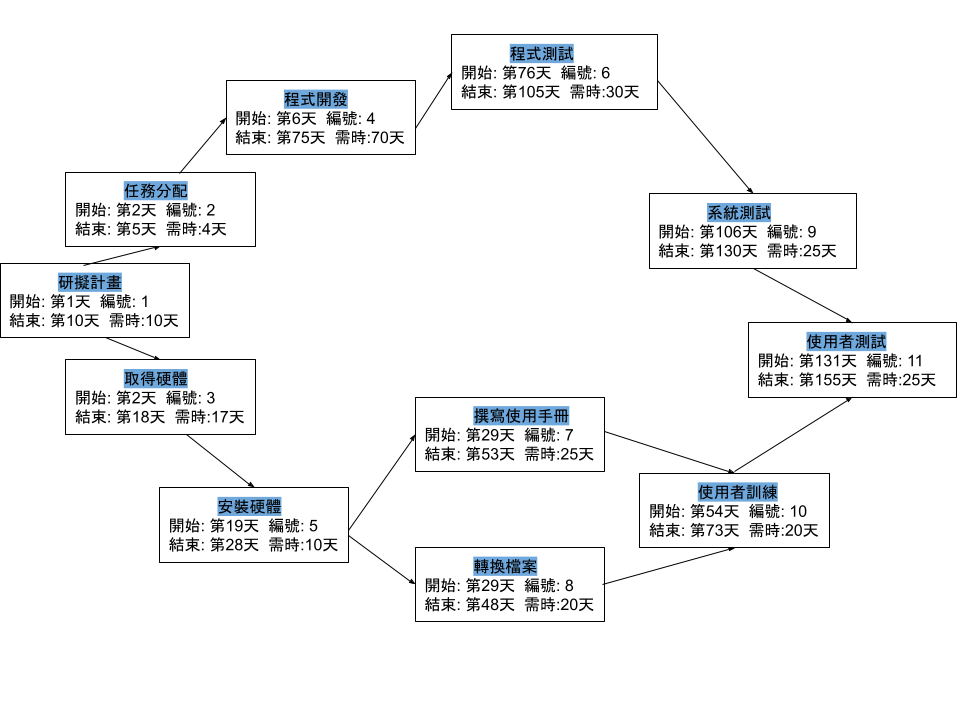 程式測試
開始: 第76天 編號: 6
結束: 第105天 需時:30天
程式開發
開始: 第6天 編號: 4
結束: 第75天 需時:70天
任務分配
開始: 第2天 編號: 2
結束: 第5天 需時:4天
系統測試
開始: 第106天 編號: 9
結束: 第130天 需時:25天
研擬計畫
開始: 第1天 編號: 1
結束: 第10天 需時:10天
使用者測試
開始: 第131天 編號: 11
結束: 第155天 需時:25天
取得硬體
開始: 第2天 編號: 3
結束: 第18天 需時:17天
撰寫使用手冊
開始: 第29天 編號: 7
結束: 第53天 需時:25天
使用者訓練
開始: 第54天 編號: 10
結束: 第73天 需時:20天
安裝硬體
開始: 第19天 編號: 5
結束: 第28天 需時:10天
轉換檔案
開始: 第29天 編號: 8
結束: 第48天 需時:20天